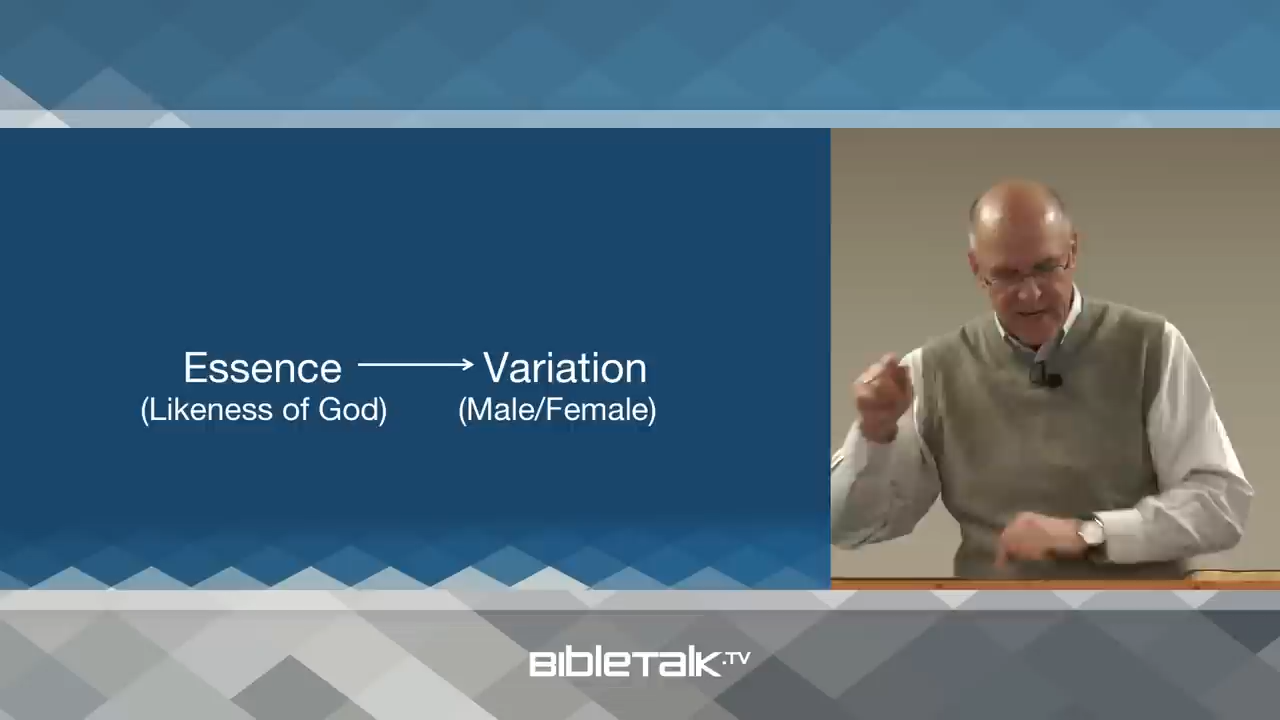 Essence → Variation
(Likeness of God) (Male/Female)
BIBLETALK.TV